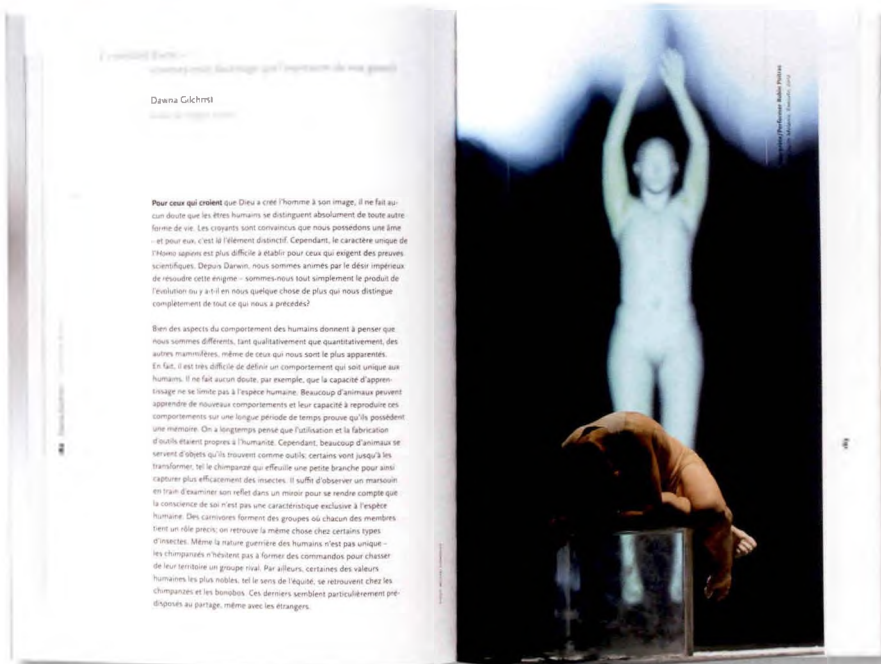 Dawna Gilchrist
Pour ceux qui croient que Dieu a créé l'homme à son image, il ne fait au-
cun doute que les êtres humains se distinguent absolument de toute autre
forme de vie. Les croyants sont convaincus que nous possédons une âme
– et pour eux, c'est là l'élément distinctif. Cependant, le caractère unique de
l'Homo sapiens est plus difficile à établir pour ceux qui exigent des preuves
scientifiques. Depuis Darwin, nous sommes animés par le désir impérieux
de résoudre cette énigme – sommes-nous tout simplement le produit de
l'évolution ou y a-t-il en nous quelque chose de plus qui nous distingue
complètement de tout ce qui nous a précédés?
Bien des aspects du comportement des humains donnent à penser que
nous sommes différents, tant qualitativement que quantitativement, des
autres mammifères, même de ceux qui nous sont le plus apparentés.
En fait, il est très difficile de définir un comportement qui soit unique aux
humains. Il ne fait aucun doute, par exemple, que la capacité d'appren-
tissage ne se limite pas à l'espèce humaine. Beaucoup d'animaux peuvent
apprendre de nouveaux comportements et leur capacité à reproduire ces
comportements sur une longue période de temps prouve qu'ils possèdent
une mémoire. On a longtemps pensé que l'utilisation et la fabrication
d'outils étaient propres à l'humanité. Cependant, beaucoup d'animaux se
servent d'objets qu'ils trouvent comme outils; certains vont jusqu'à les
transformer, tel le chimpanzé qui effeuille une petite branche pour ainsi
capturer plus efficacement des insectes. Il suffit d'observer un marsouin
en train d'examiner son reflet dans un miroir pour se rendre compte que
la conscience de soi n'est pas une caractéristique exclusive à l'espèce
humaine. Des carnivores forment des groupes où chacun des membres
tient un rôle précis; on retrouve la même chose chez certains types
d'insectes. Même la nature guerrière des humains n'est pas unique –
les chimpanzés n'hésitent pas à former des commandos pour chasser
de leur territoire un groupe rival. Par ailleurs, certaines des valeurs
humaines les plus nobles, tel le sens de l'équité, se retrouvent chez les
chimpanzés et les bonobos. Ces derniers semblent particulièrement pré-
disposés au partage, même avec les étrangers.
Interprète/Performer Robin Poitras